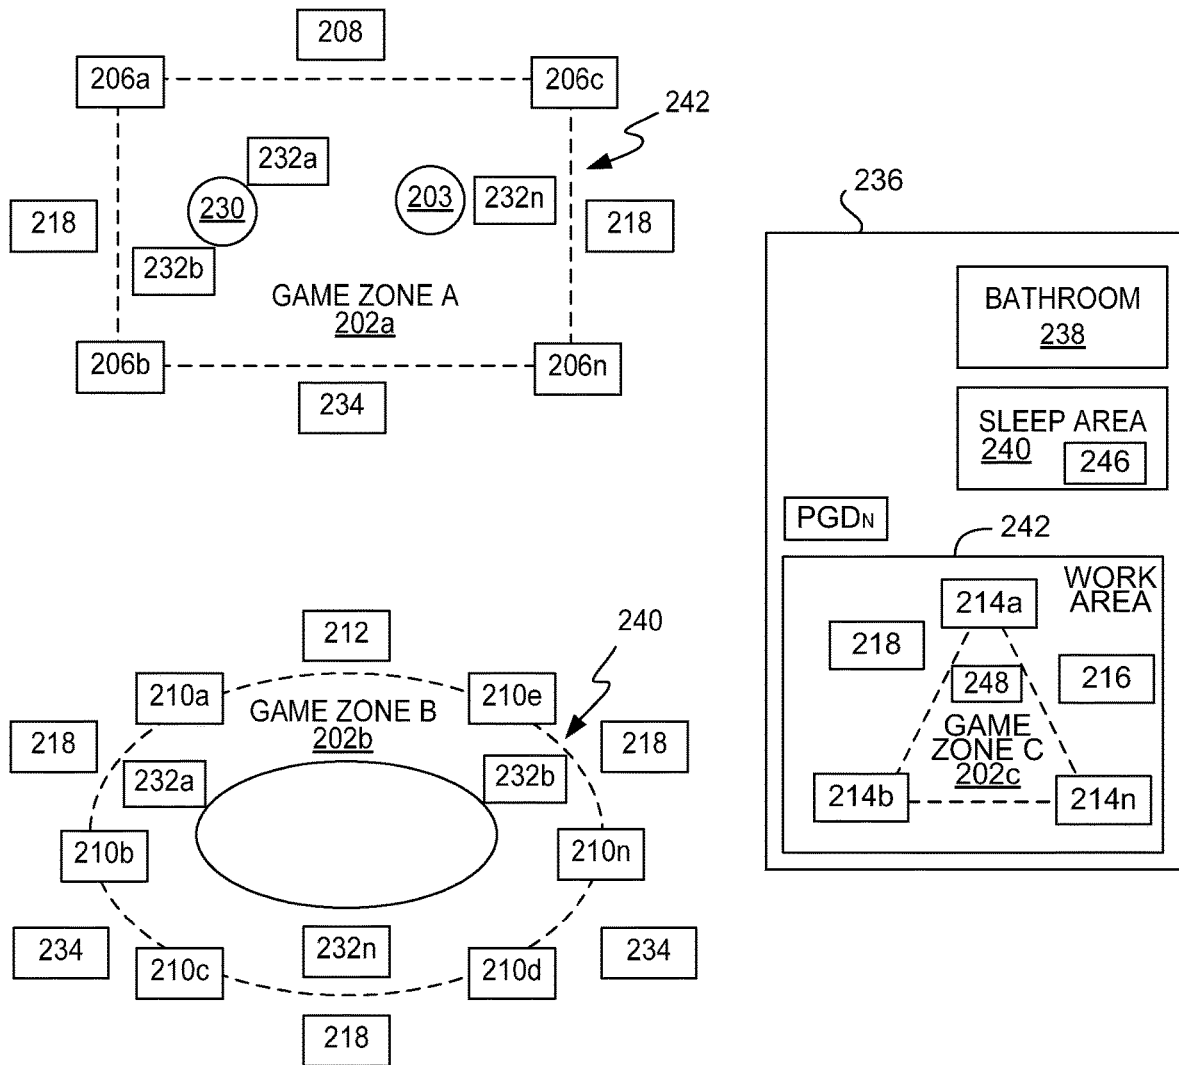 208
206a
206c
242
232a
230
203
232n
218
218
232b
GAME ZONE A
202a
206b
206n
234
236
BATHROOM
238
SLEEP AREA
240
246
PGDN
242
WORK
AREA
214a
218
216
248
GAME
ZONE C
202c
214b
214n
212
240
210a
210e
GAME ZONE B
202b
218
218
232a
232b
210b
210n
234
232n
234
210c
210d
218